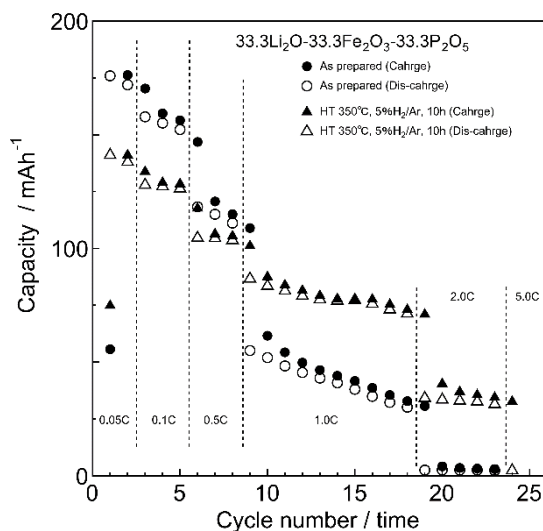 33.3Li₂O-33.3Fe₂O₃-33.3P₂O₅
As prepared (Cahrge)
As prepared (Dis-cahrge)
HT 350°C, 5%H₂/Ar, 10h (Cahrge)
HT 350°C, 5%H₂/Ar, 10h (Dis-cahrge)
Capacity / mAh⁻¹
200
100
0
0.05C
0.1C
0.5C
1.0C
2.0C
5.0C
0
5
10
15
20
25
Cycle number / time